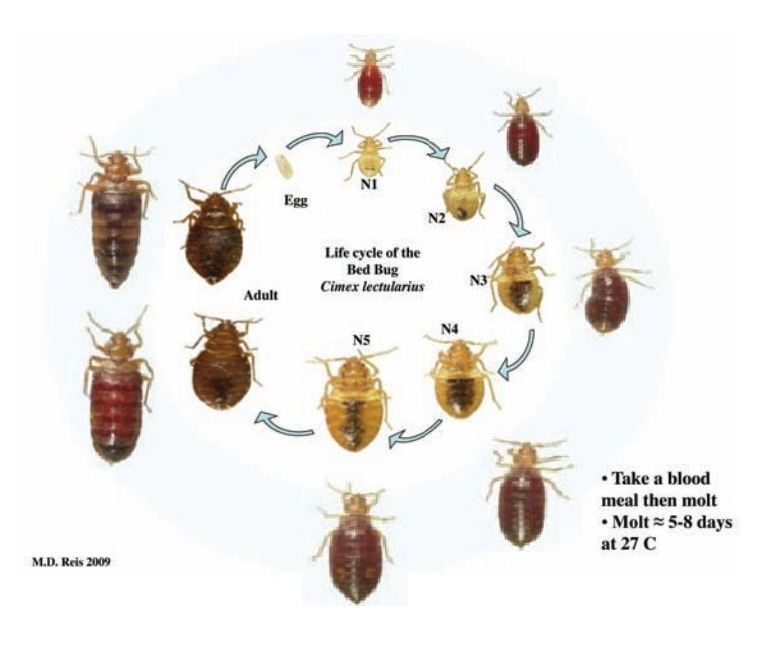 Egg
N1
N2
N3
N4
N5
Adult
Life cycle of the
Bed Bug
Cimex lectularius
• Take a blood
meal then molt
• Molt ≈ 5-8 days
at 27 C
M.D. Reis 2009